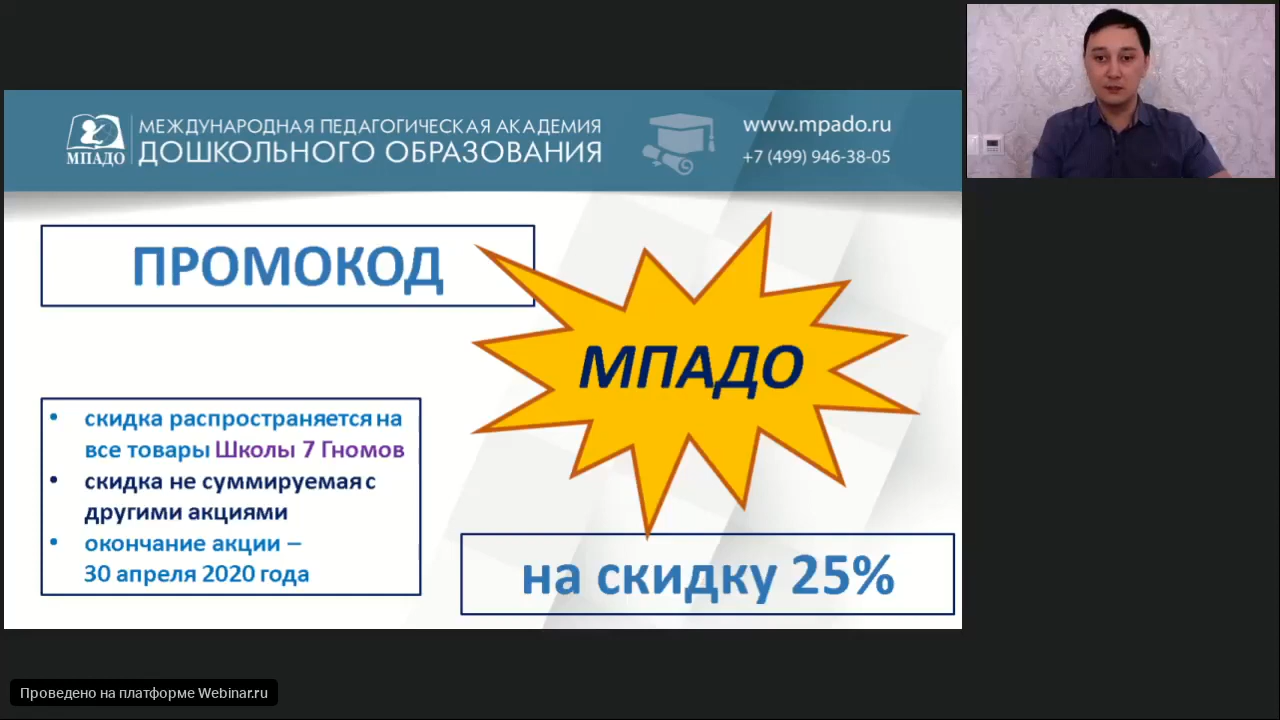 МПАДО
МЕЖДУНАРОДНАЯ ПЕДАГОГИЧЕСКАЯ АКАДЕМИЯ
ДОШКОЛЬНОГО ОБРАЗОВАНИЯ
www.mpado.ru
+7 (499) 946-38-05
ПРОМОКОД
МПАДО
• скидка распространяется на
все товары Школы 7 Гномов
• скидка не суммируемая с
другими акциями
• окончание акции –
30 апреля 2020 года
на скидку 25%
Проведено на платформе Webinar.ru